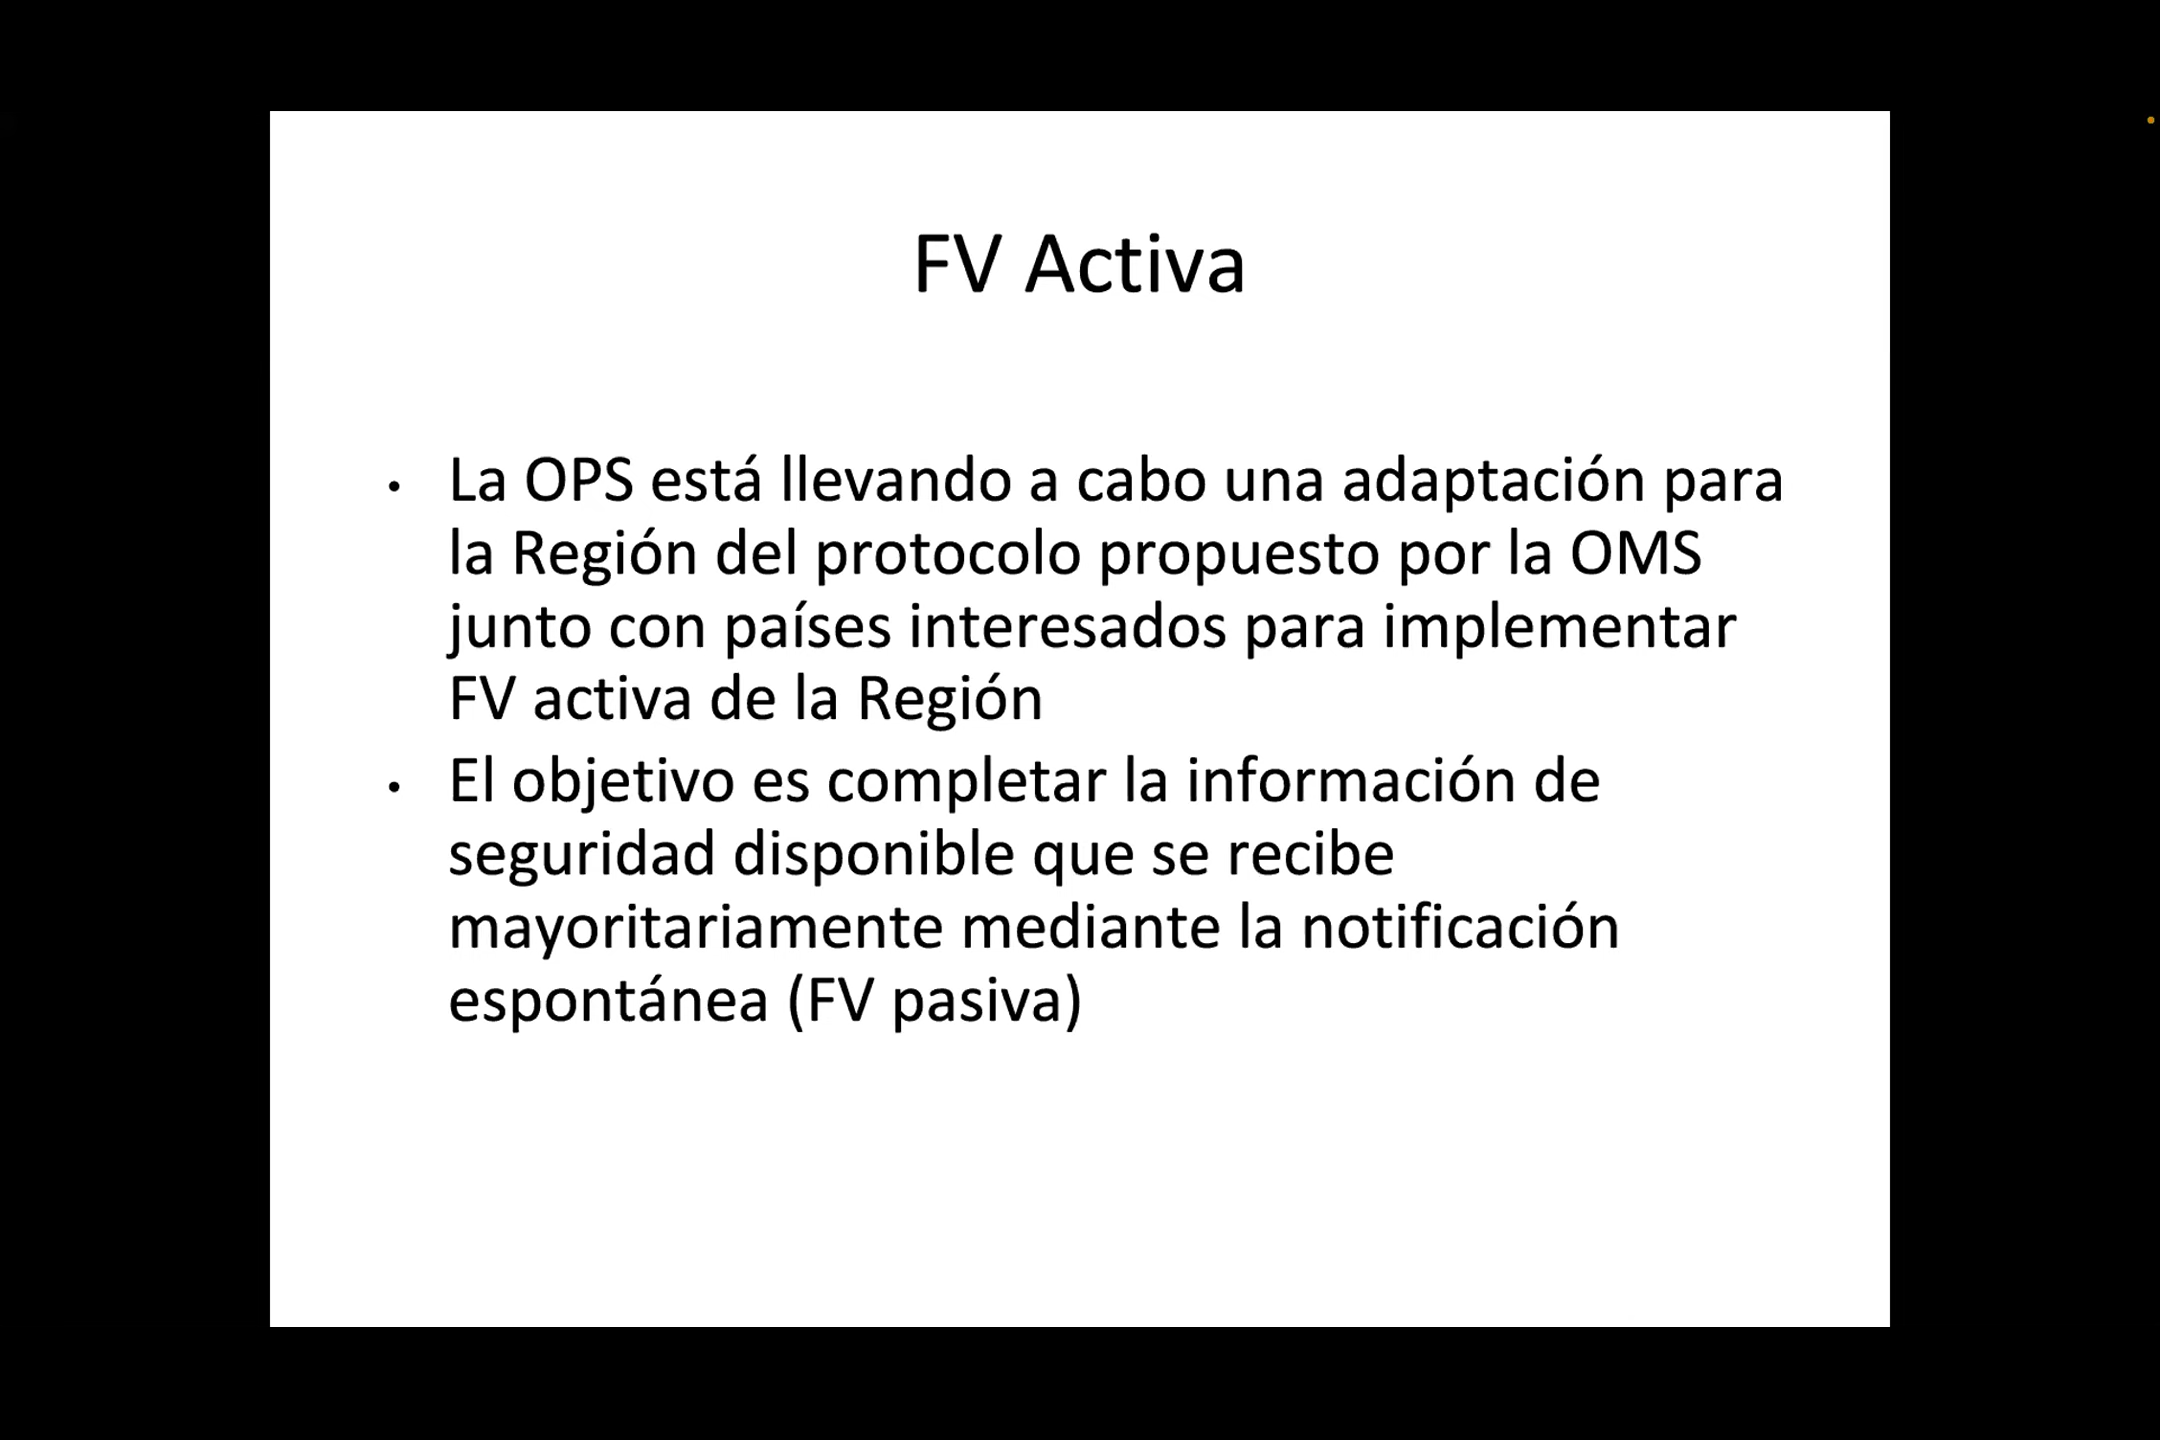 FV Activa
• La OPS está llevando a cabo una adaptación para
la Región del protocolo propuesto por la OMS
junto con países interesados para implementar
FV activa de la Región
• El objetivo es completar la información de
seguridad disponible que se recibe
mayoritariamente mediante la notificación
espontánea (FV pasiva)